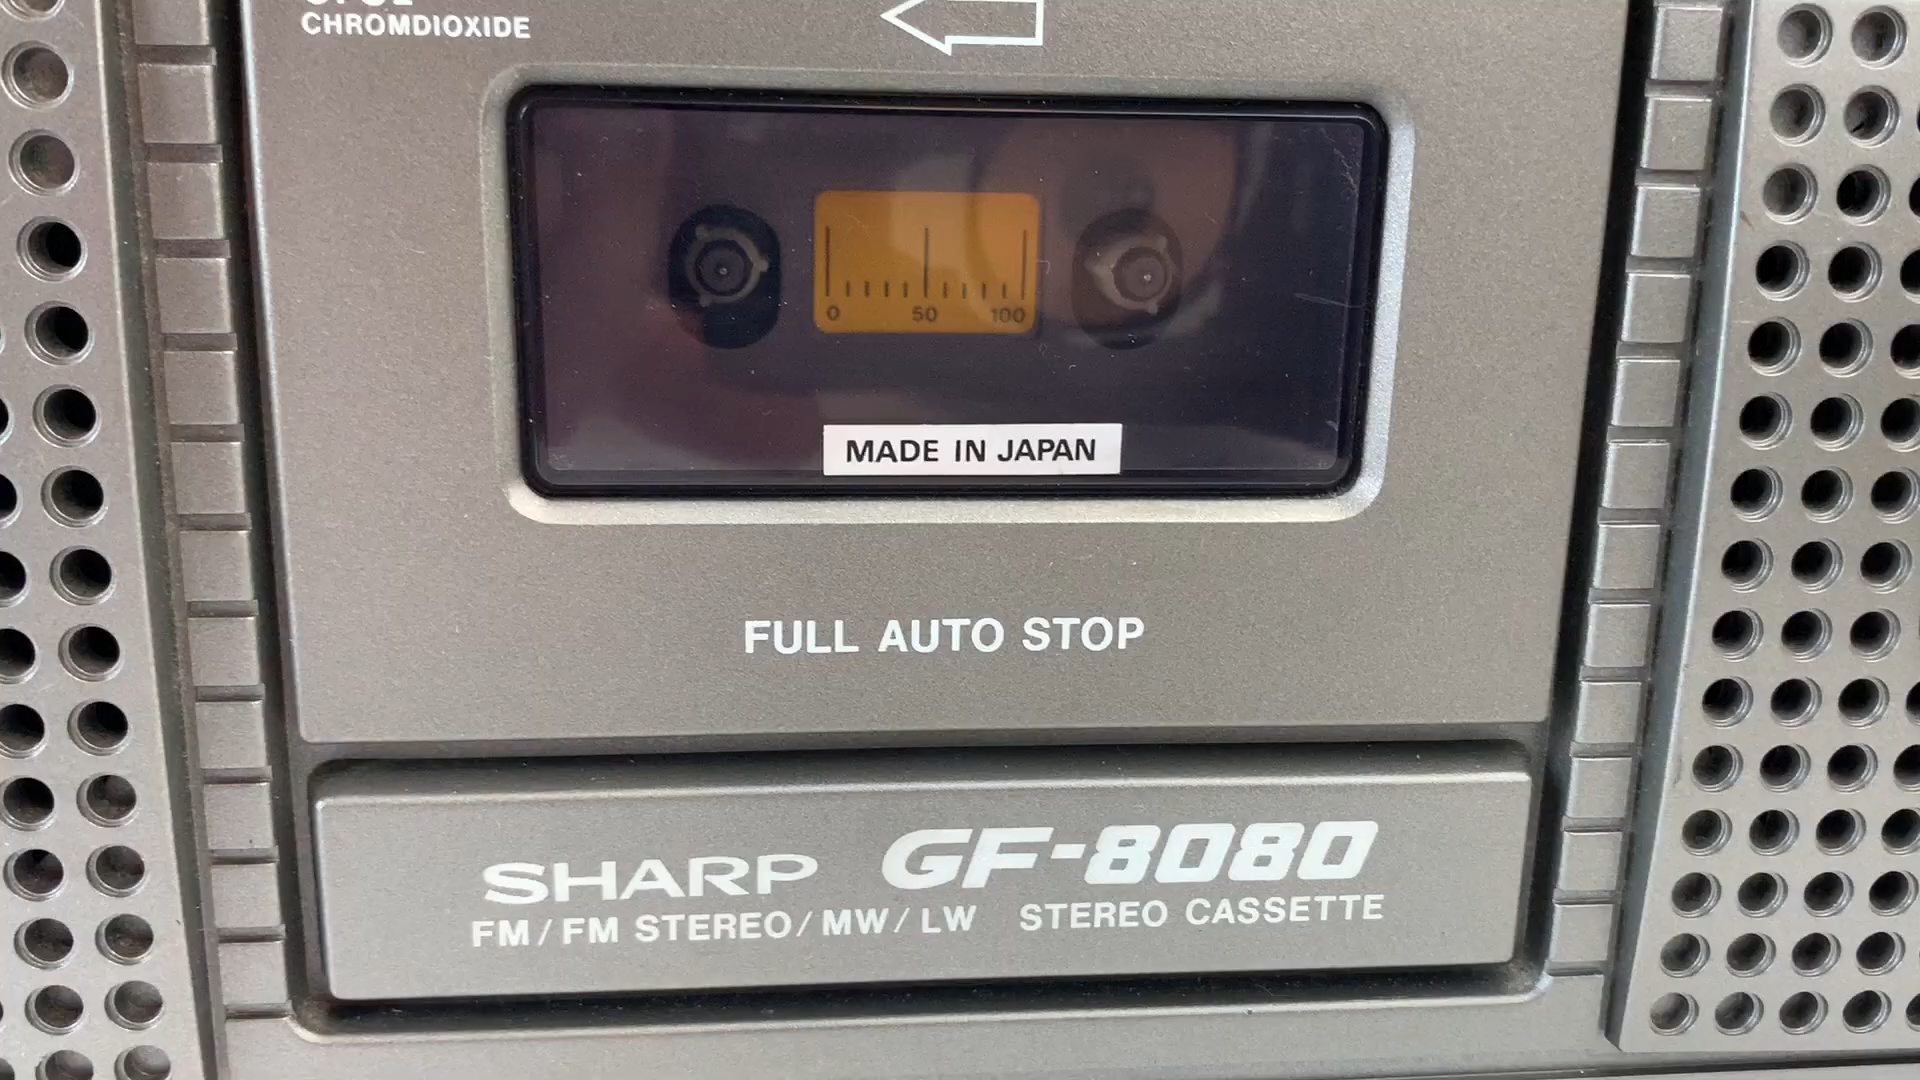 CHROMDIOXIDE
0 50 100
MADE IN JAPAN
FULL AUTO STOP
SHARP GF-8080
FM/FM STEREO/MW/LW STEREO CASSETTE